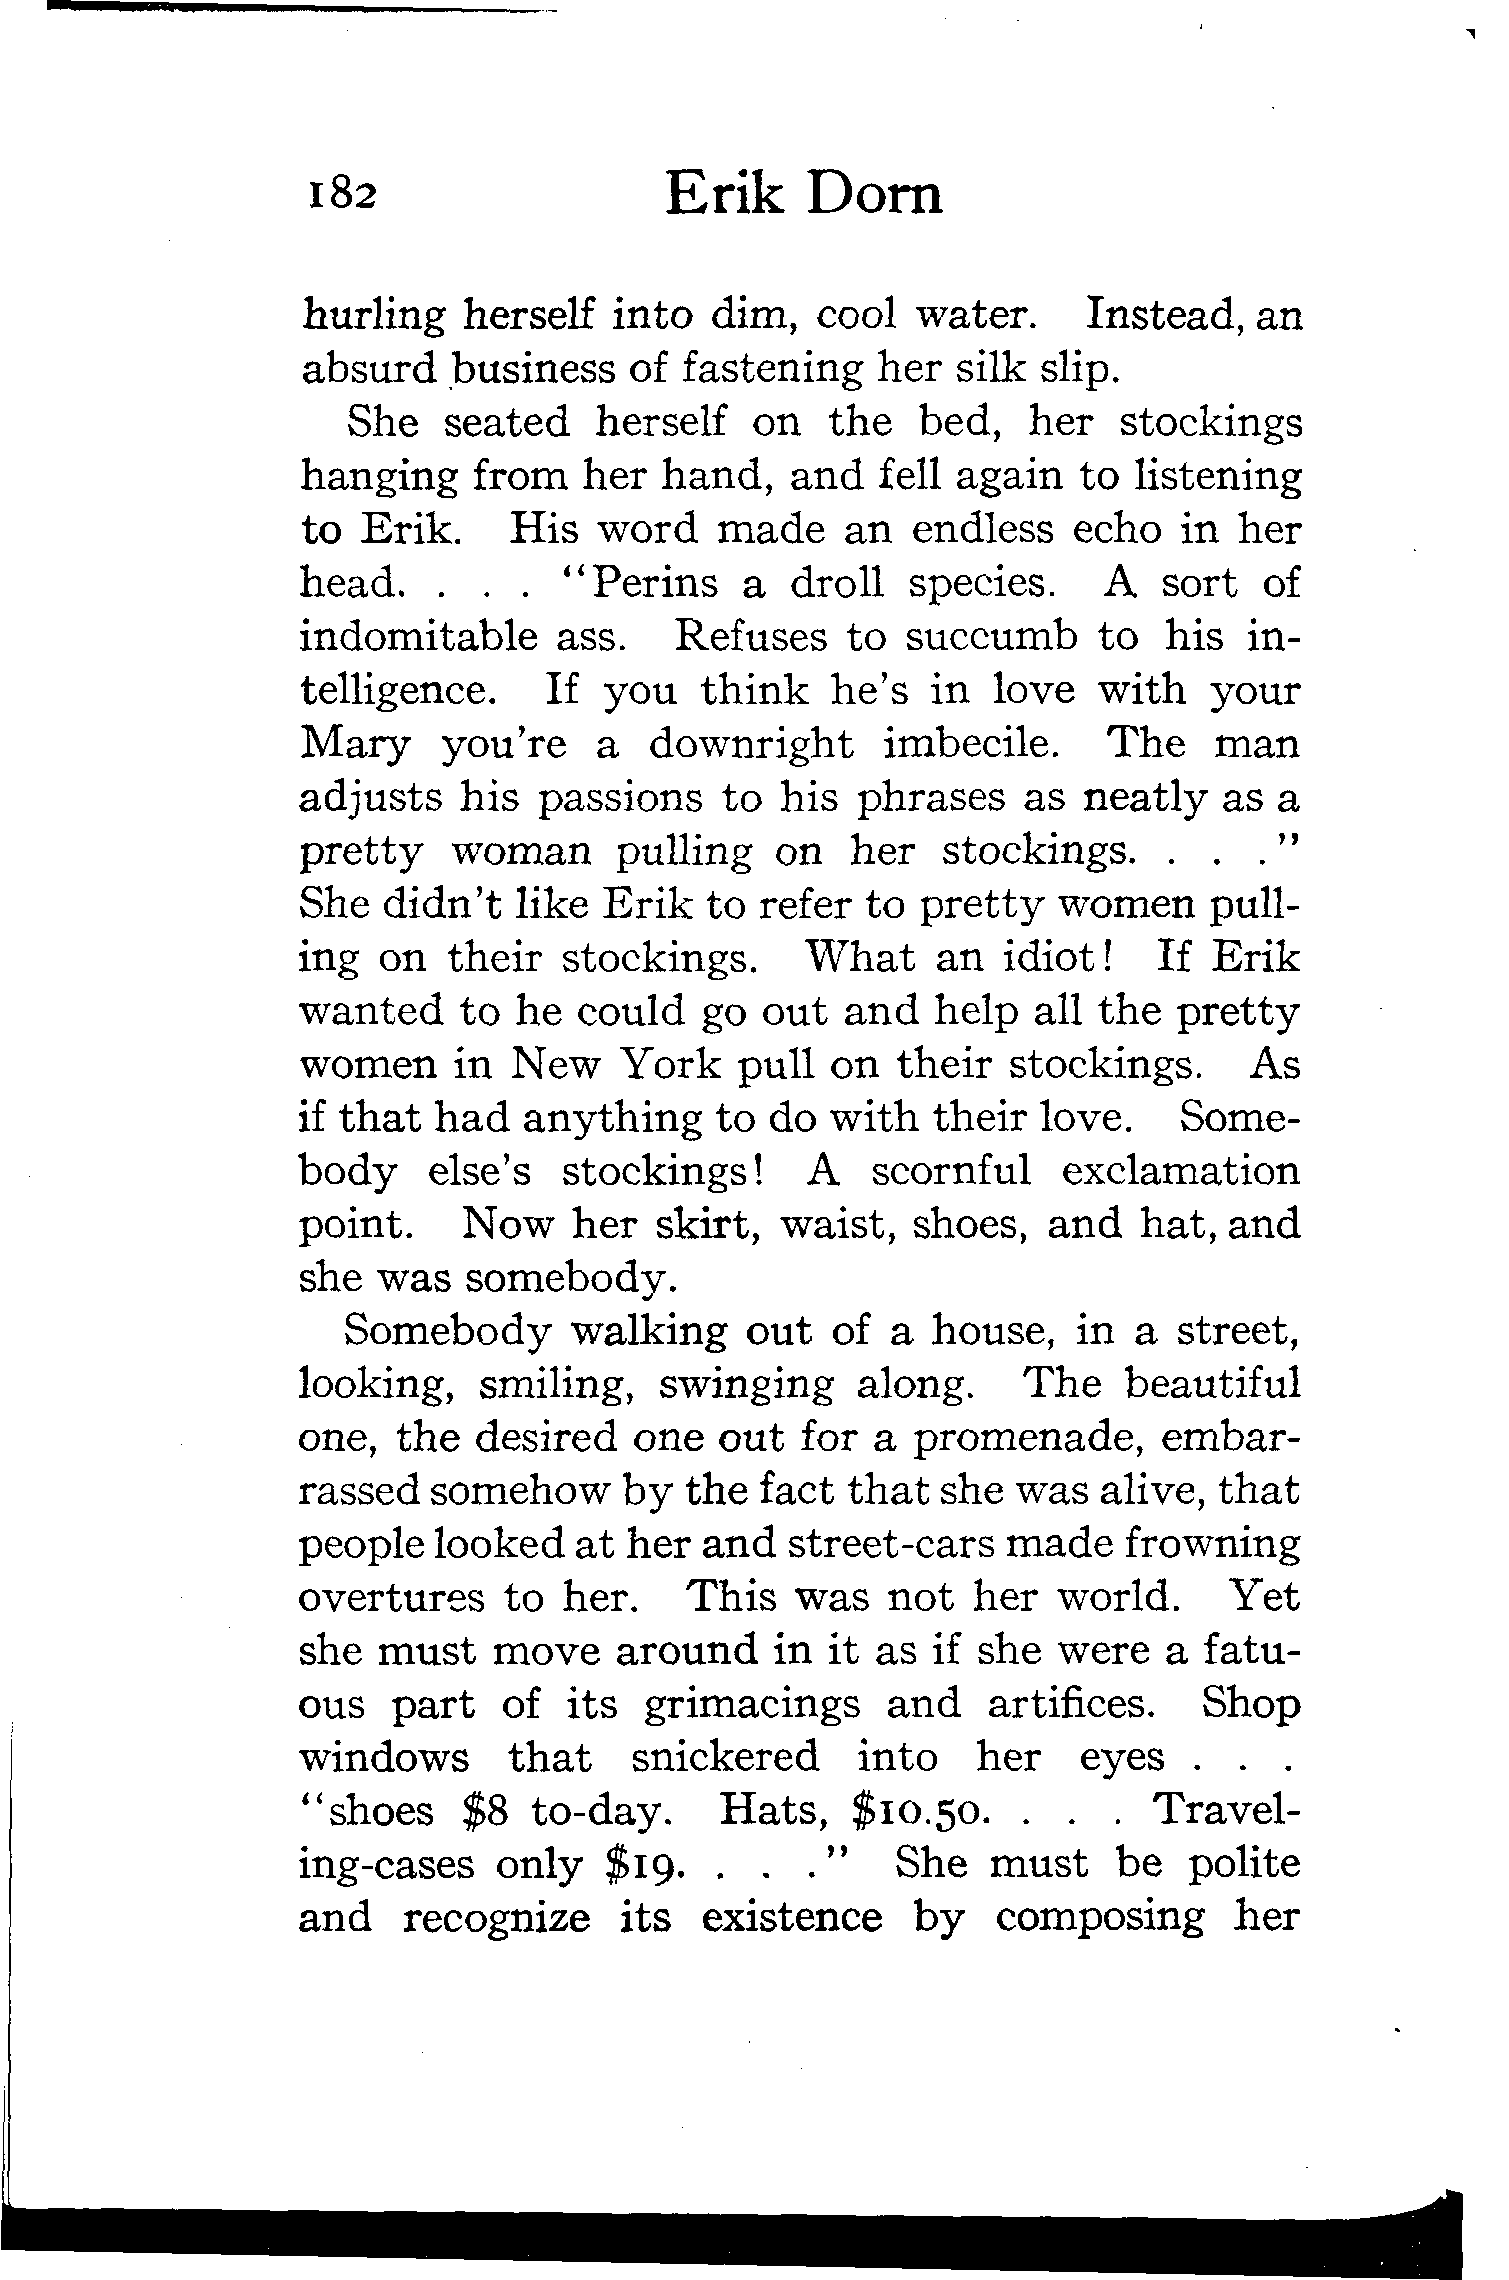 182 Erik Dorn
hurling herself into dim, cool water. Instead, an
absurd business of fastening her silk slip.
She seated herself on the bed, her stockings
hanging from her hand, and fell again to listening
to Erik. His word made an endless echo in her
head. . . . "Perins a droll species. A sort of
indomitable ass. Refuses to succumb to his in-
telligence. If you think he's in love with your
Mary you're a downright imbecile. The man
adjusts his passions to his phrases as neatly as a
pretty woman pulling on her stockings. . . ."
She didn't like Erik to refer to pretty women pull-
ing on their stockings. What an idiot! If Erik
wanted to he could go out and help all the pretty
women in New York pull on their stockings. As
if that had anything to do with their love. Some-
body else's stockings! A scornful exclamation
point. Now her skirt, waist, shoes, and hat, and
she was somebody.
Somebody walking out of a house, in a street,
looking, smiling, swinging along. The beautiful
one, the desired one out for a promenade, embar-
rassed somehow by the fact that she was alive, that
people looked at her and street-cars made frowning
overtures to her. This was not her world. Yet
she must move around in it as if she were a fatu-
ous part of its grimacings and artifices. Shop
windows that snickered into her eyes . . .
"shoes $8 to-day. Hats, $10.50. . . . Travel-
ing-cases only $19. . . ." She must be polite
and recognize its existence by composing her